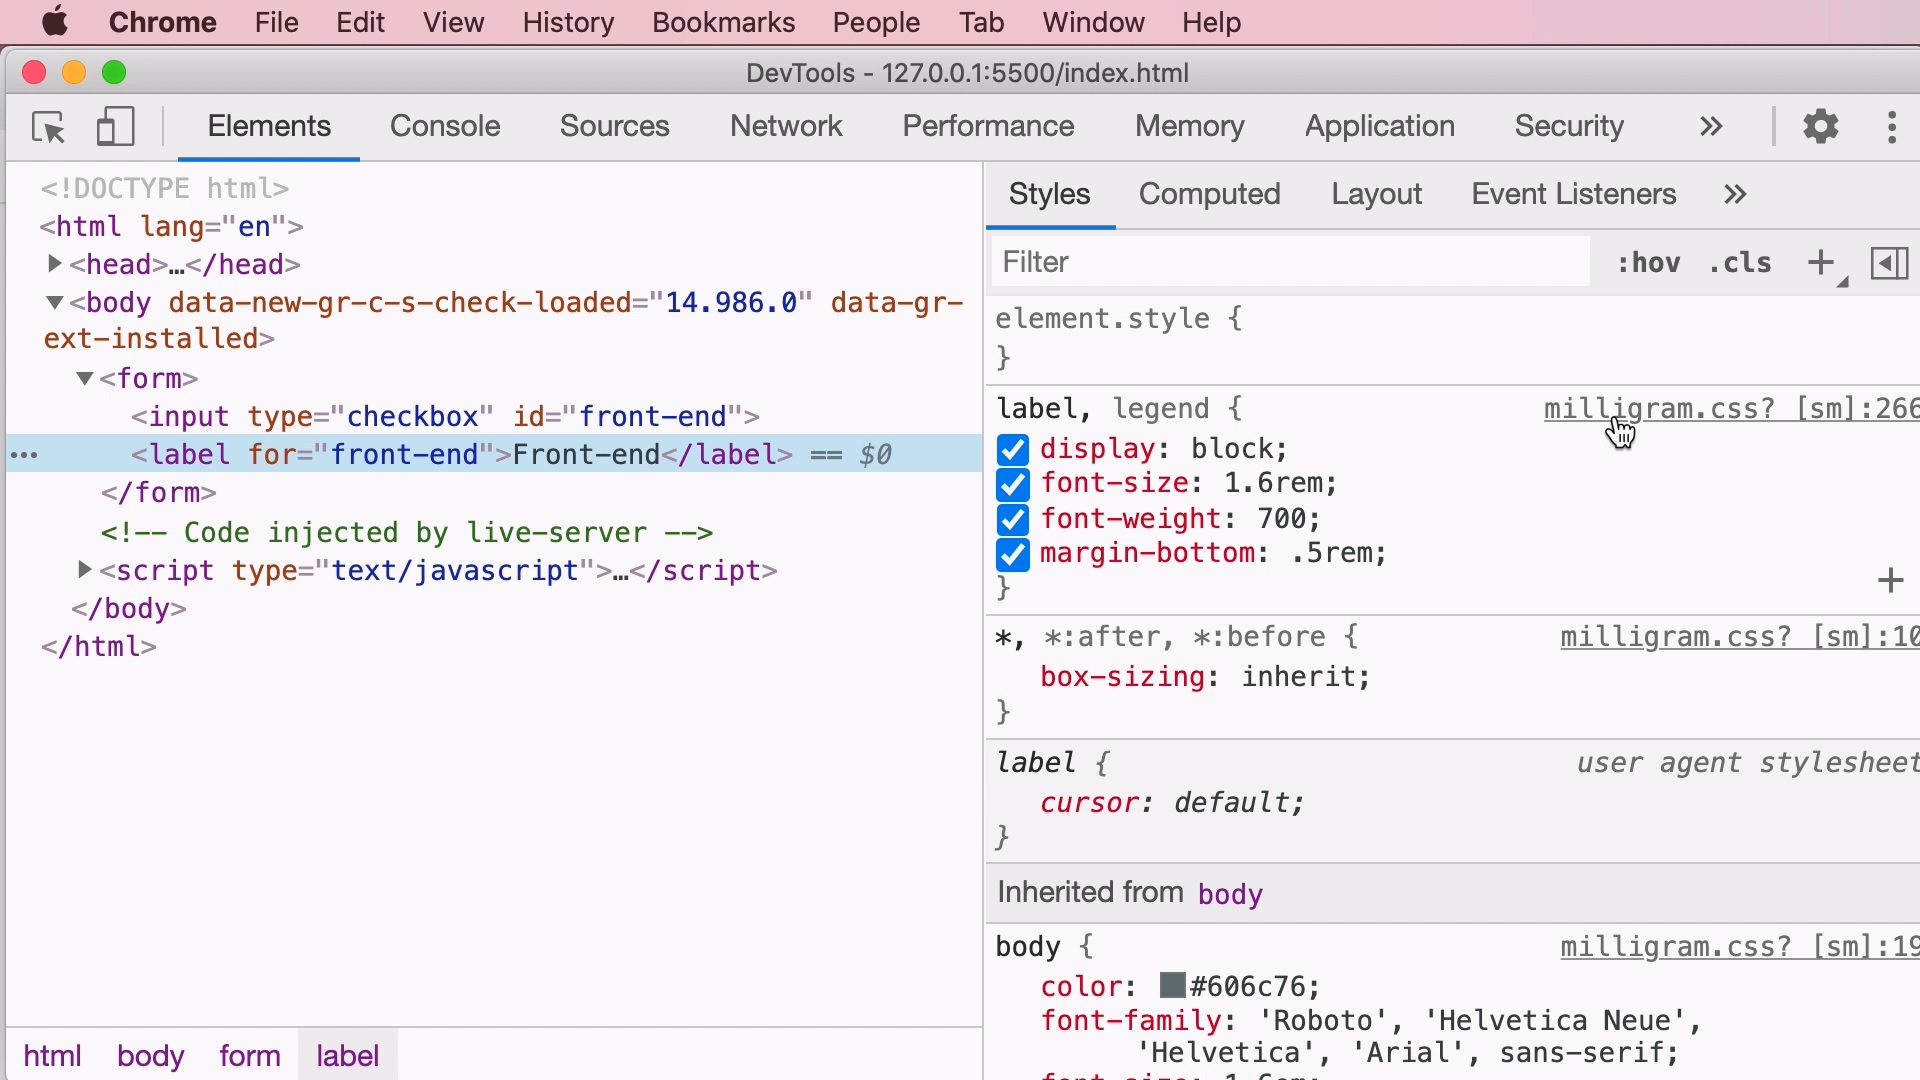 Chrome File Edit View History Bookmarks People Tab Window Help
DevTools - 127.0.0.1:5500/index.html
Elements Console Sources Network Performance Memory Application Security »
<!DOCTYPE html>
<html lang="en">
▶<head>…</head>
▼<body data-new-gr-c-s-check-loaded="14.986.0" data-gr-
ext-installed>
▼<form>
<input type="checkbox" id="front-end">
… <label for="front-end">Front-end</label> == $0
</form>
<!-- Code injected by live-server -->
▶<script type="text/javascript">…</script>
</body>
</html>
html body form label
Styles Computed Layout Event Listeners »
Filter :hov .cls +
element.style {
}
label, legend { milligram.css? [sm]:266
display: block;
font-size: 1.6rem;
font-weight: 700;
margin-bottom: .5rem;
}
+
*, *:after, *:before { milligram.css? [sm]:10
box-sizing: inherit;
}
label { user agent stylesheet
cursor: default;
}
Inherited from body
body { milligram.css? [sm]:19
color: #606c76;
font-family: 'Roboto', 'Helvetica Neue',
'Helvetica', 'Arial', sans-serif;